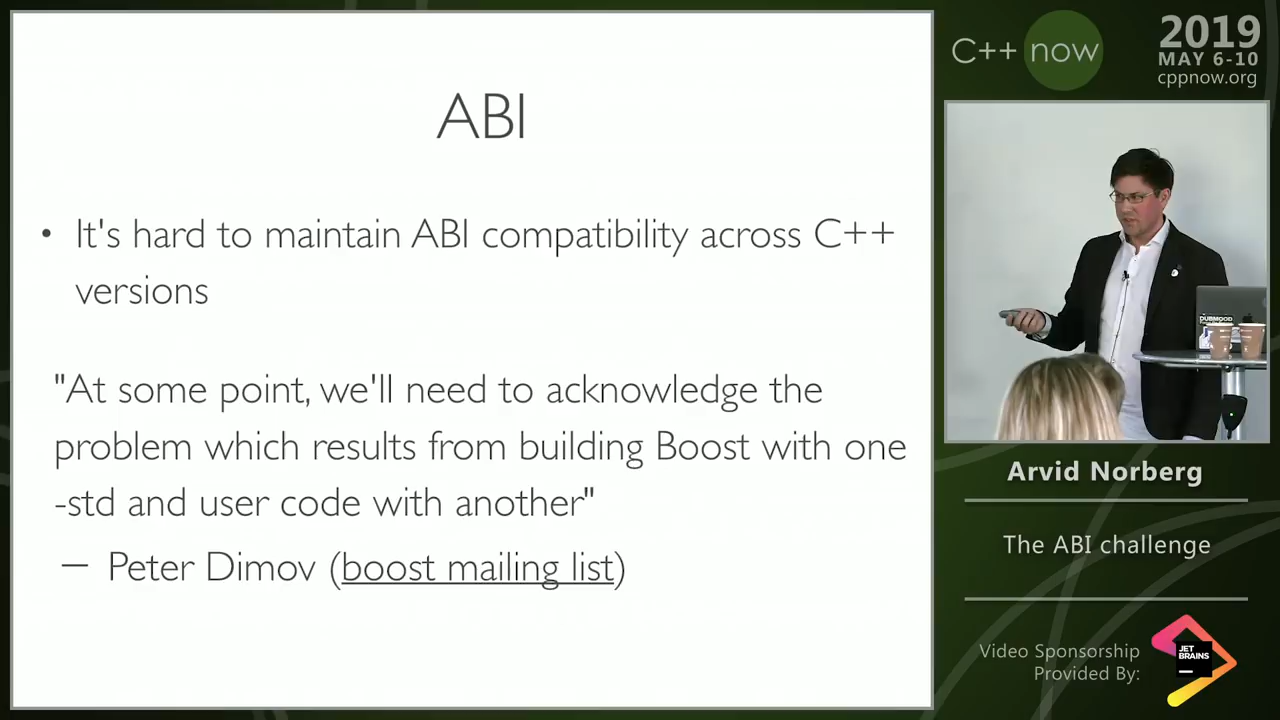 ABI
• It's hard to maintain ABI compatibility across C++
versions
"At some point, we'll need to acknowledge the
problem which results from building Boost with one
-std and user code with another"
— Peter Dimov (boost mailing list)
C++ now
2019
MAY 6-10
cppnow.org
DUBMOOD
Arvid Norberg
The ABI challenge
Video Sponsorship
Provided By:
JET
BRAINS